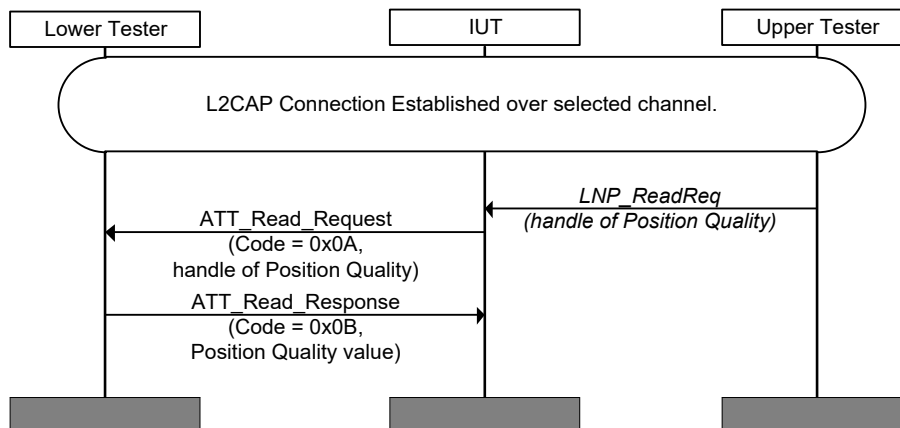 Lower Tester
IUT
Upper Tester
L2CAP Connection Established over selected channel.
LNP_ReadReq
(handle of Position Quality)
ATT_Read_Request
(Code = 0x0A,
handle of Position Quality)
ATT_Read_Response
(Code = 0x0B,
Position Quality value)